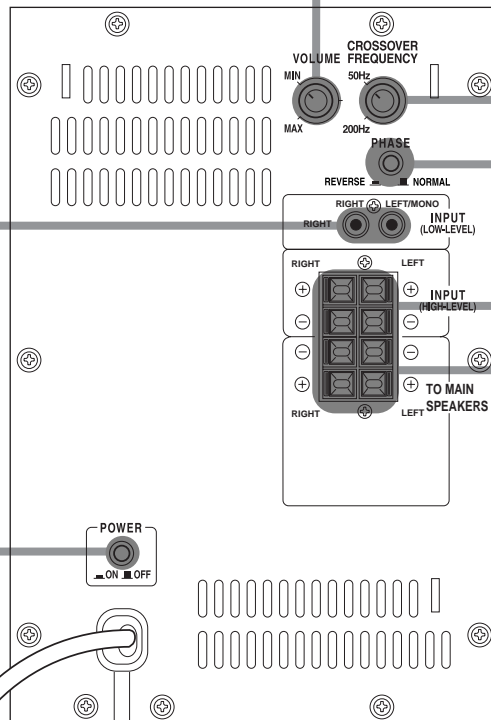 VOLUME
CROSSOVER
FREQUENCY
MIN
MAX
50Hz
200Hz
PHASE
REVERSE NORMAL
RIGHT LEFT/MONO
RIGHT
INPUT
(LOW-LEVEL)
RIGHT LEFT
+ +
INPUT
(HIGH-LEVEL)
− −
− −
+ +
TO MAIN
SPEAKERS
RIGHT LEFT
POWER
ON OFF